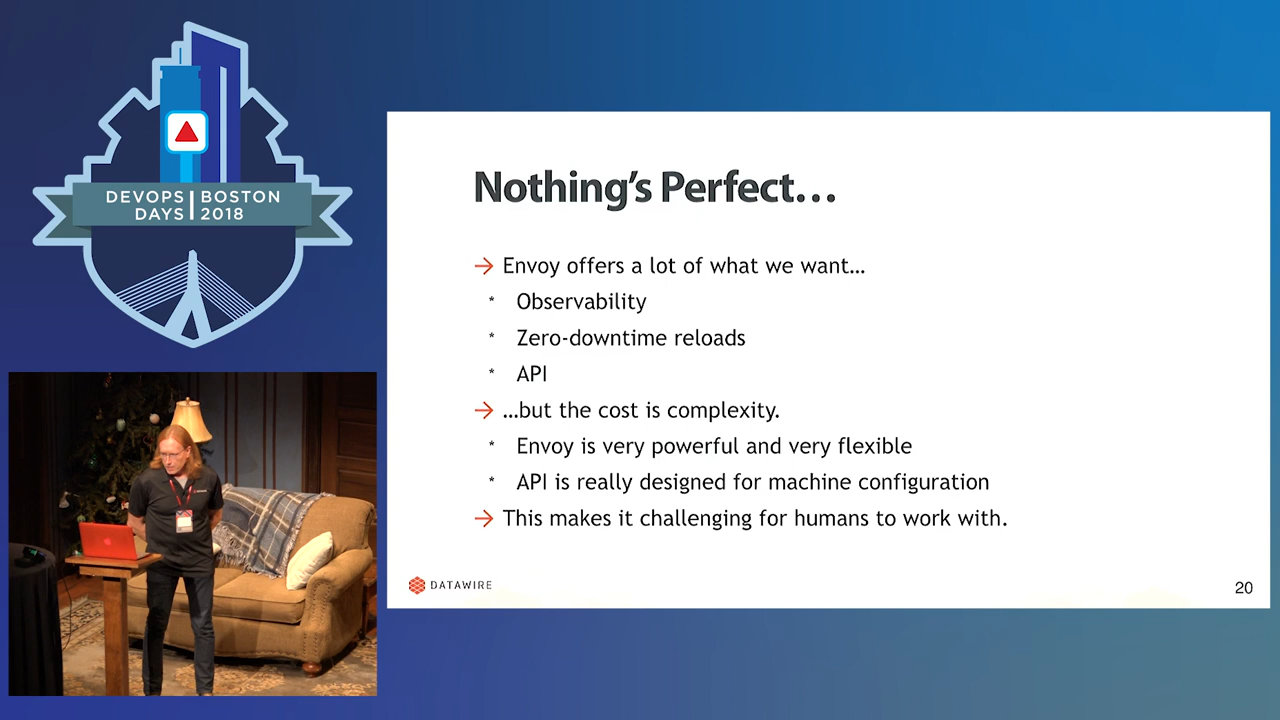 DEVOPS BOSTON
DAYS 2018
Nothing's Perfect…
→ Envoy offers a lot of what we want…
* Observability
* Zero-downtime reloads
* API
→ …but the cost is complexity.
* Envoy is very powerful and very flexible
* API is really designed for machine configuration
→ This makes it challenging for humans to work with.
DATAWIRE
20